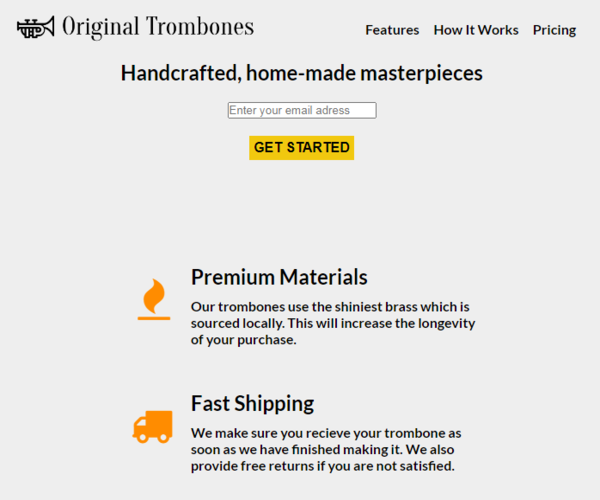 Original Trombones
Features How It Works Pricing
Handcrafted, home-made masterpieces
Enter your email adress
GET STARTED
Premium Materials
Our trombones use the shiniest brass which is
sourced locally. This will increase the longevity
of your purchase.
Fast Shipping
We make sure you recieve your trombone as
soon as we have finished making it. We also
provide free returns if you are not satisfied.